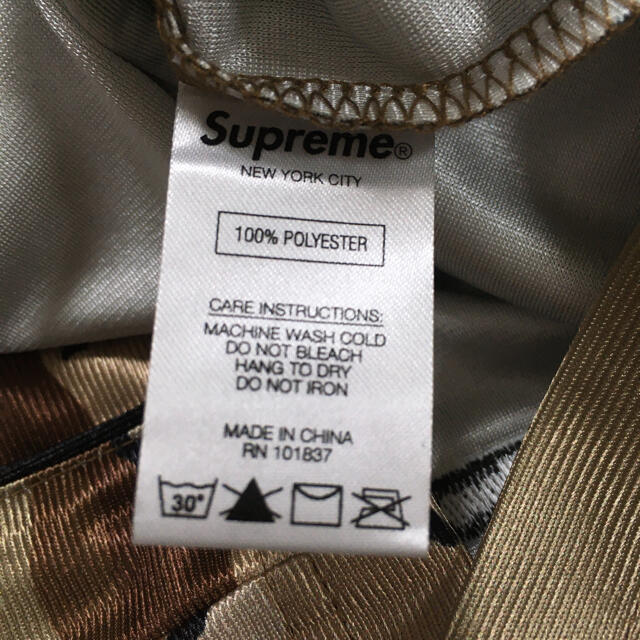 Supreme®
NEW YORK CITY
100% POLYESTER
CARE INSTRUCTIONS:
MACHINE WASH COLD
DO NOT BLEACH
HANG TO DRY
DO NOT IRON
MADE IN CHINA
RN 101837
30°